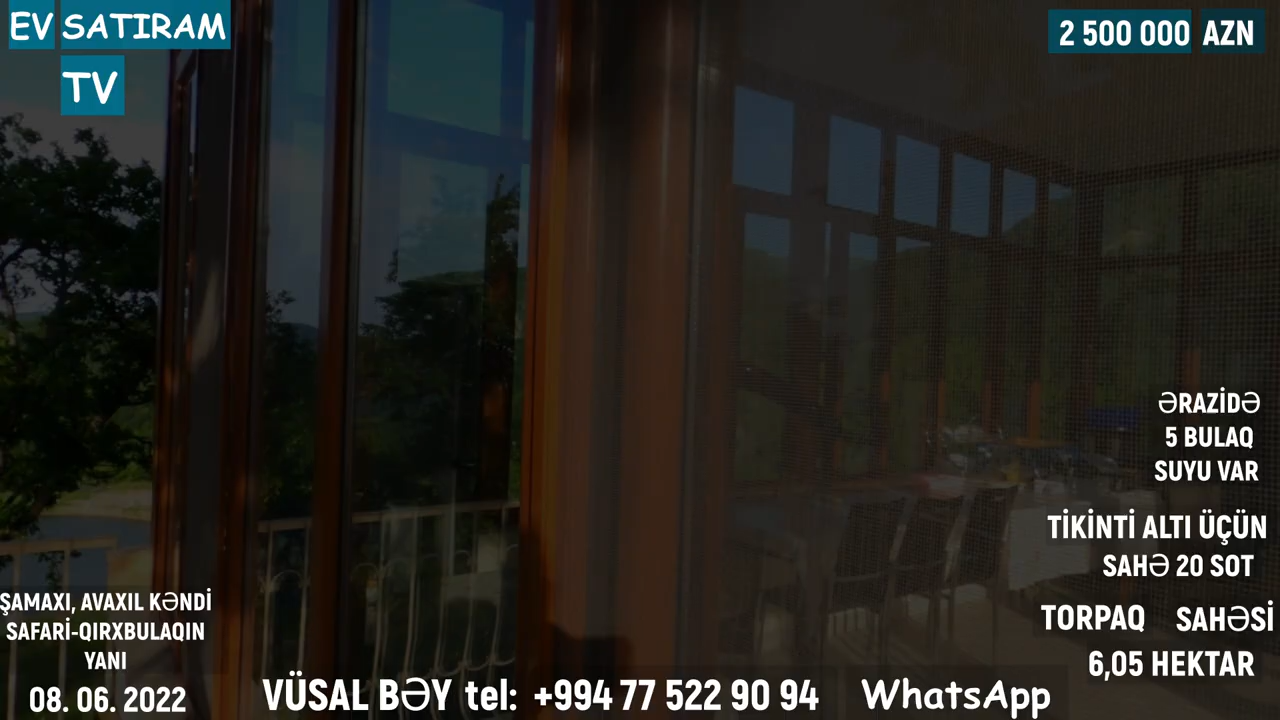 EV SATIRAM
TV
2 500 000 AZN
ƏRAZİDƏ
5 BULAQ
SUYU VAR
TİKİNTİ ALTI ÜÇÜN
SAHƏ 20 SOT
TORPAQ SAHƏSİ
6,05 HEKTAR
ŞAMAXI, AVAXIL KƏNDİ
SAFARİ-QIRXBULAQIN
YANI
08. 06. 2022
VÜSAL BƏY tel: +994 77 522 90 94 WhatsApp